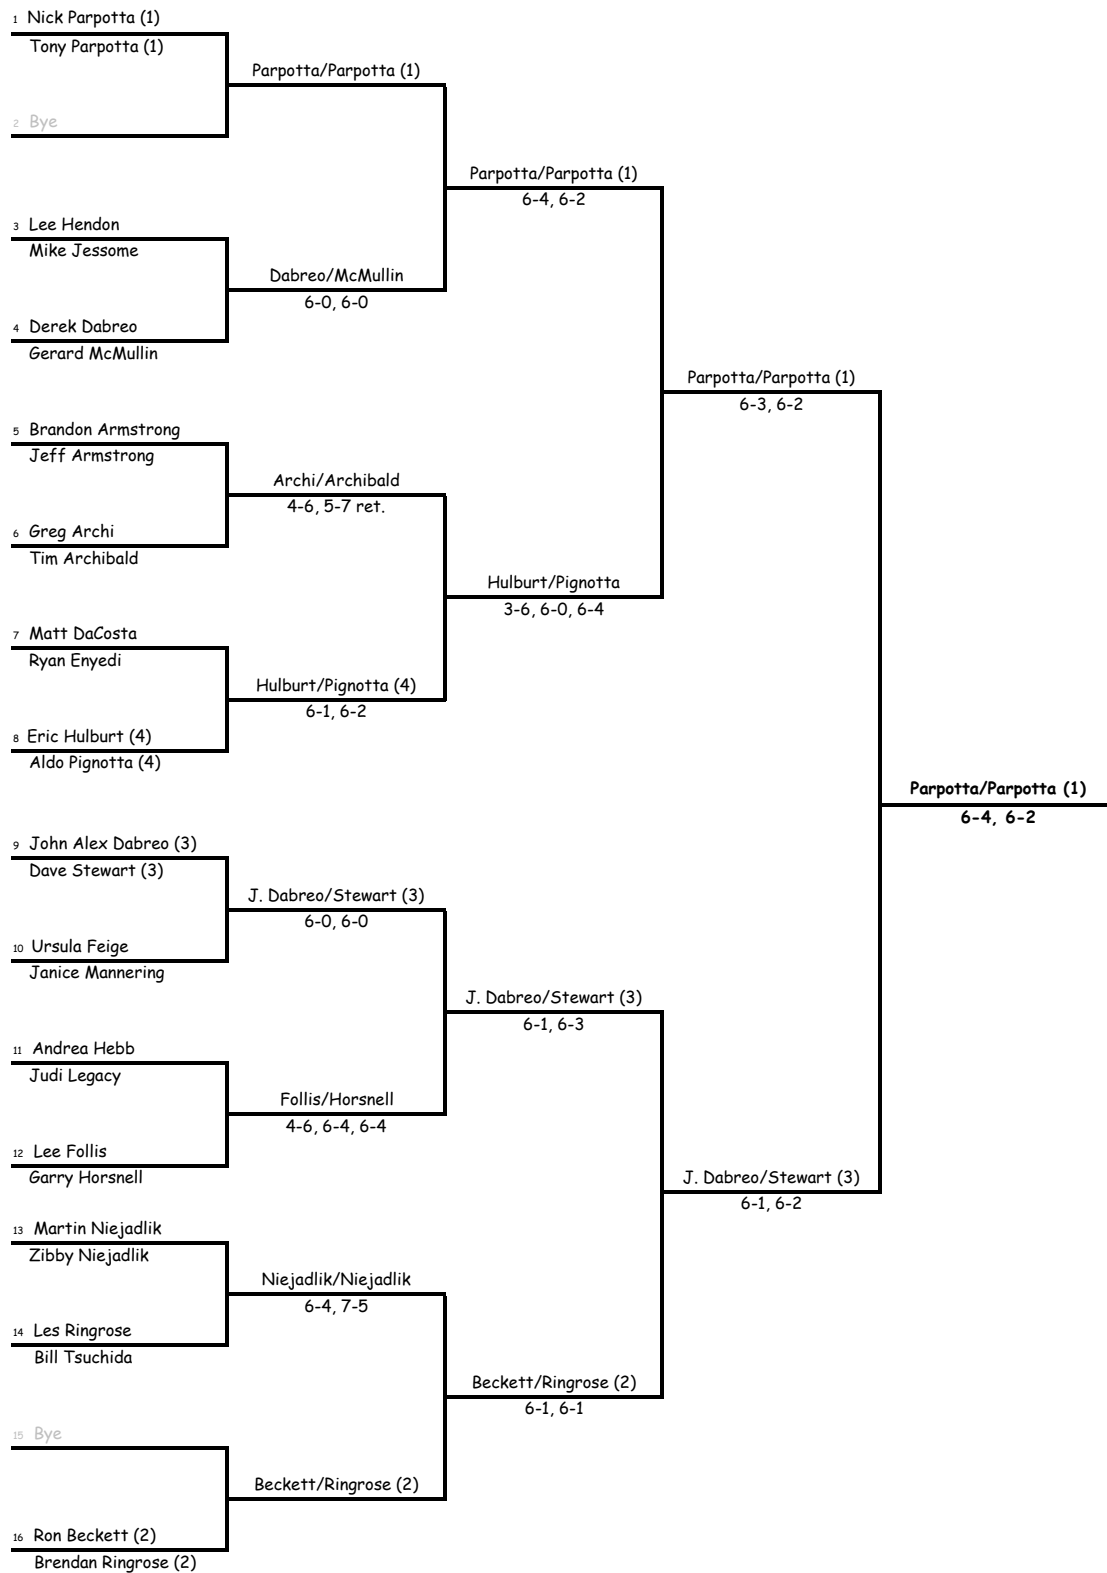 1 Nick Parpotta (1)
Tony Parpotta (1)
Parpotta/Parpotta (1)
2 Bye
Parpotta/Parpotta (1)
6-4, 6-2
3 Lee Hendon
Mike Jessome
Dabreo/McMullin
6-0, 6-0
4 Derek Dabreo
Gerard McMullin
Parpotta/Parpotta (1)
6-3, 6-2
5 Brandon Armstrong
Jeff Armstrong
Archi/Archibald
4-6, 5-7 ret.
6 Greg Archi
Tim Archibald
Hulburt/Pignotta
3-6, 6-0, 6-4
7 Matt DaCosta
Ryan Enyedi
Hulburt/Pignotta (4)
6-1, 6-2
8 Eric Hulburt (4)
Aldo Pignotta (4)
Parpotta/Parpotta (1)
6-4, 6-2
9 John Alex Dabreo (3)
Dave Stewart (3)
J. Dabreo/Stewart (3)
6-0, 6-0
10 Ursula Feige
Janice Mannering
J. Dabreo/Stewart (3)
6-1, 6-3
11 Andrea Hebb
Judi Legacy
Follis/Horsnell
4-6, 6-4, 6-4
12 Lee Follis
Garry Horsnell
J. Dabreo/Stewart (3)
6-1, 6-2
13 Martin Niejadlik
Zibby Niejadlik
Niejadlik/Niejadlik
6-4, 7-5
14 Les Ringrose
Bill Tsuchida
Beckett/Ringrose (2)
6-1, 6-1
15 Bye
Beckett/Ringrose (2)
16 Ron Beckett (2)
Brendan Ringrose (2)